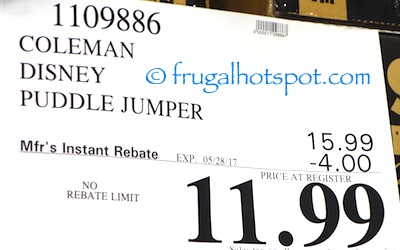 1109886
COLEMAN
DISNEY
© frugalhotspot.com
PUDDLE JUMPER
15.99
Mfr's Instant Rebate EXP. 05/28/17 -4.00
NO
REBATE LIMIT
PRICE AT REGISTER
11.99